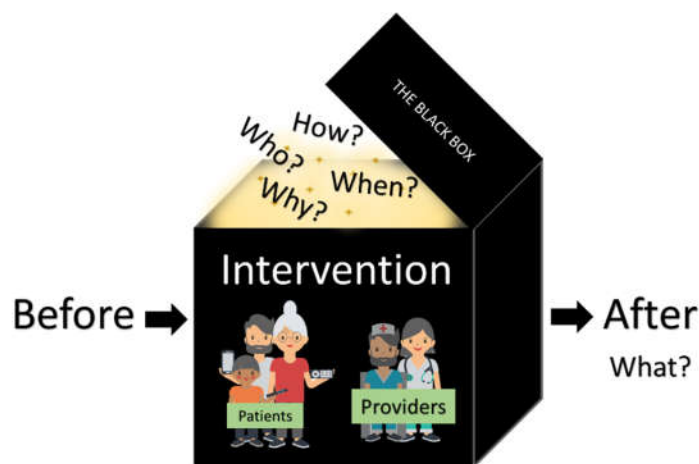 THE BLACK BOX
How?
Who?
When?
Why?
Intervention
Before
After
What?
Patients
Providers